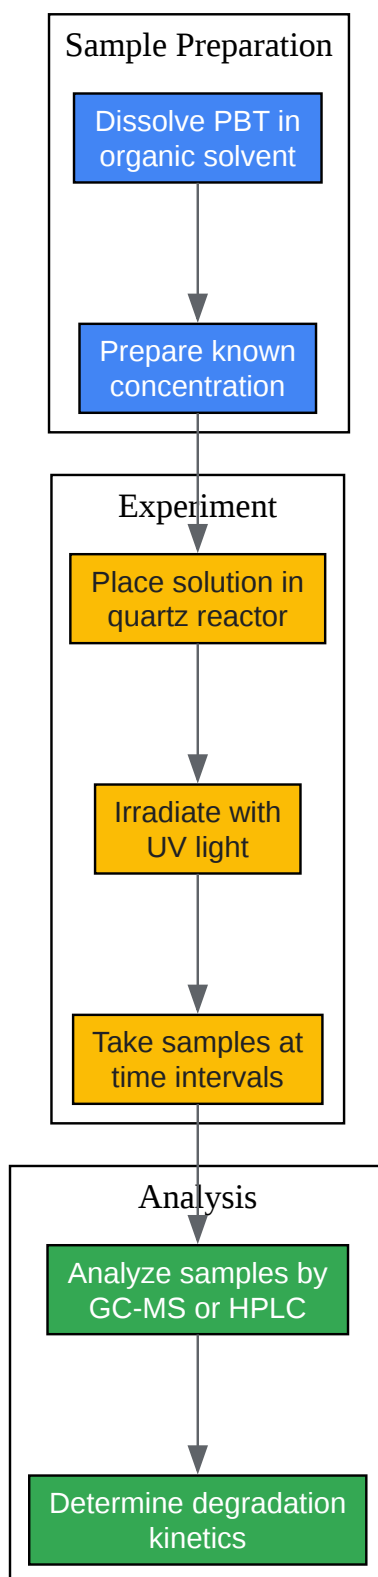 Sample Preparation
Dissolve PBT in
organic solvent
Prepare known
concentration
Experiment
Place solution in
quartz reactor
Irradiate with
UV light
Take samples at
time intervals
Analysis
Analyze samples by
GC-MS or HPLC
Determine degradation
kinetics